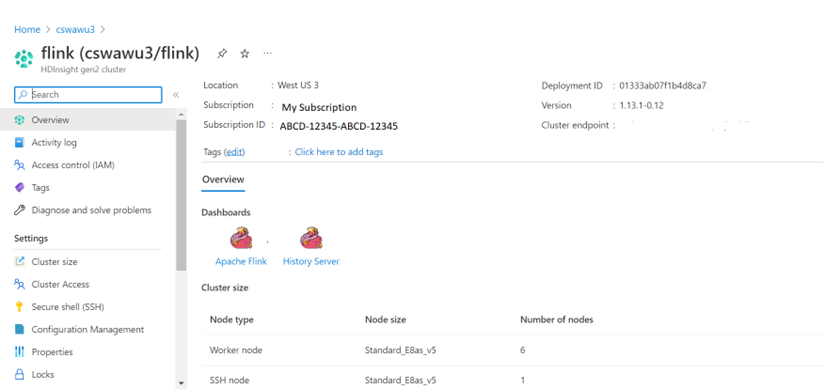 Home > cswawu3 >
flink (cswawu3/flink)
HDInsight gen2 cluster
Search
Overview
Activity log
Access control (IAM)
Tags
Diagnose and solve problems
Settings
Cluster size
Cluster Access
Secure shell (SSH)
Configuration Management
Properties
Locks
Location : West US 3
Subscription : My Subscription
Subscription ID : ABCD-12345-ABCD-12345
Deployment ID : 01333ab07f1b4d8ca7
Version : 1.13.1-0.12
Cluster endpoint :
Tags (edit) : Click here to add tags
Overview
Dashboards
Apache Flink
History Server
Cluster size
Node type Node size Number of nodes
Worker node Standard_E8as_v5 6
SSH node Standard_E8as_v5 1